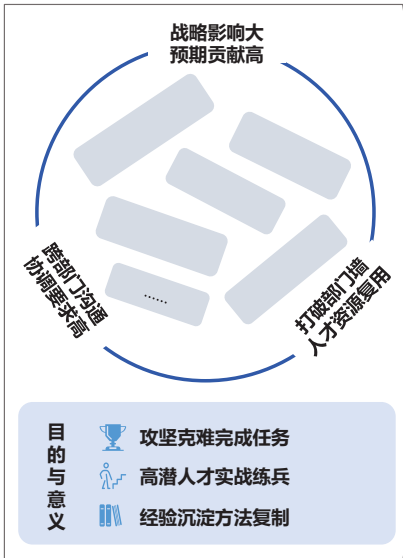 战略影响大
预期贡献高
跨部门沟通
协调要求高
打破部门墙
人才资源复用
......
目的与意义
攻坚克难完成任务
高潜人才实战练兵
经验沉淀方法复制